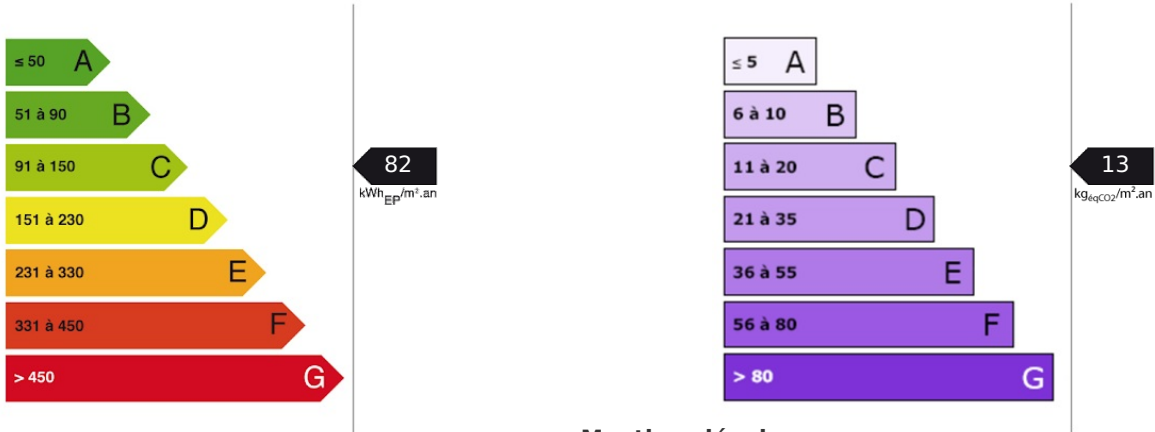 ≤ 50 A
51 à 90 B
91 à 150 C
151 à 230 D
231 à 330 E
331 à 450 F
> 450 G
82
kWhEP/m².an
≤ 5 A
6 à 10 B
11 à 20 C
21 à 35 D
36 à 55 E
56 à 80 F
> 80 G
13
kgéqCO2/m².an